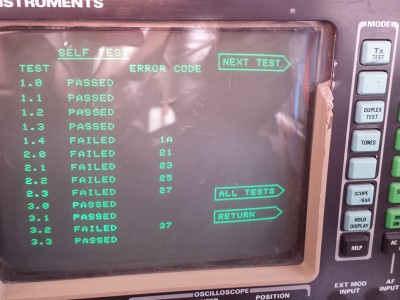 INSTRUMENTS
SELF TEST
NEXT TEST
TEST ERROR CODE
1.0 PASSED
1.1 PASSED
1.2 PASSED
1.3 PASSED
1.4 FAILED 1A
2.0 FAILED 21
2.1 FAILED 23
2.2 FAILED 25
2.3 FAILED 27
3.0 PASSED
3.1 PASSED
3.2 FAILED 37
3.3 PASSED
ALL TESTS
RETURN
MODE
Tx
TEST
DUPLEX
TEST
TONES
SCOPE
/BAR
HOLD
DISPLAY
HELP
AC
OSCILLOSCOPE
POSITION
EXT MOD
INPUT
AF
INPUT